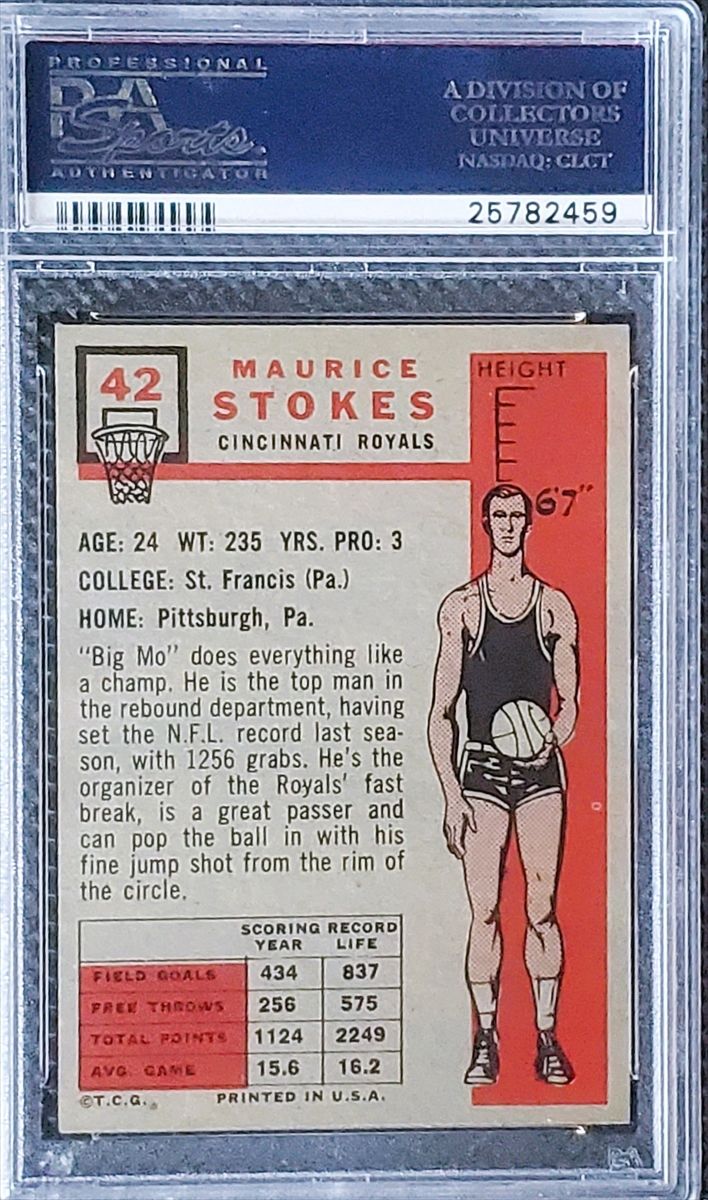 PROFESSIONAL
PSA
Sports
AUTHENTICATOR
A DIVISION OF
COLLECTORS
UNIVERSE
NASDAQ: CLCT
25782459
42
MAURICE
STOKES
CINCINNATI ROYALS
HEIGHT
6'7"
AGE: 24 WT: 235 YRS. PRO: 3
COLLEGE: St. Francis (Pa.)
HOME: Pittsburgh, Pa.
"Big Mo" does everything like
a champ. He is the top man in
the rebound department, having
set the N.F.L. record last sea-
son, with 1256 grabs. He's the
organizer of the Royals' fast
break, is a great passer and
can pop the ball in with his
fine jump shot from the rim of
the circle.
SCORING RECORD
YEAR LIFE
FIELD GOALS 434 837
FREE THROWS 256 575
TOTAL POINTS 1124 2249
AVG. GAME 15.6 16.2
©T.C.G. PRINTED IN U.S.A.
PSA